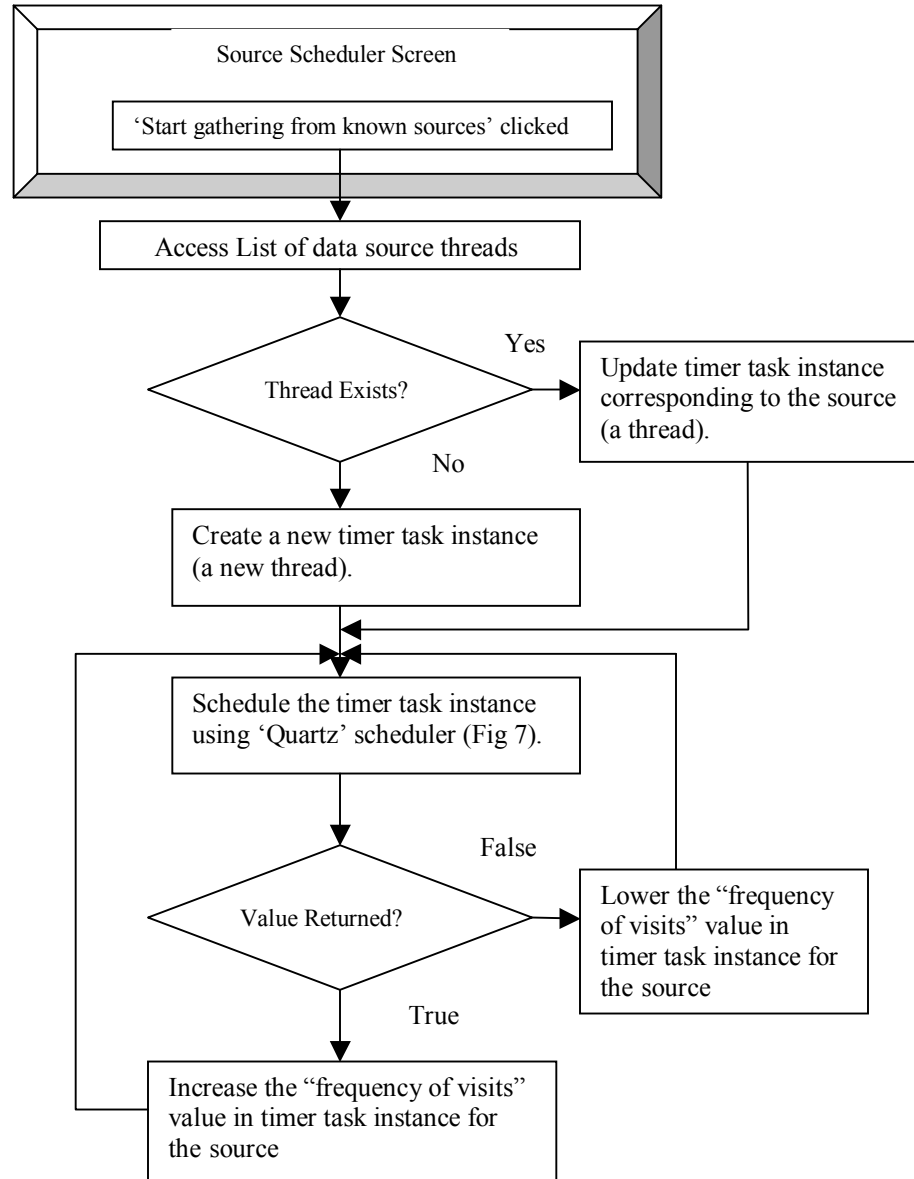 Source Scheduler Screen
‘Start gathering from known sources’ clicked
Access List of data source threads
Yes
Thread Exists?
Update timer task instance
corresponding to the source
(a thread).
No
Create a new timer task instance
(a new thread).
Schedule the timer task instance
using ‘Quartz’ scheduler (Fig 7).
False
Value Returned?
Lower the “frequency
of visits” value in
timer task instance for
the source
True
Increase the “frequency of visits”
value in timer task instance for
the source